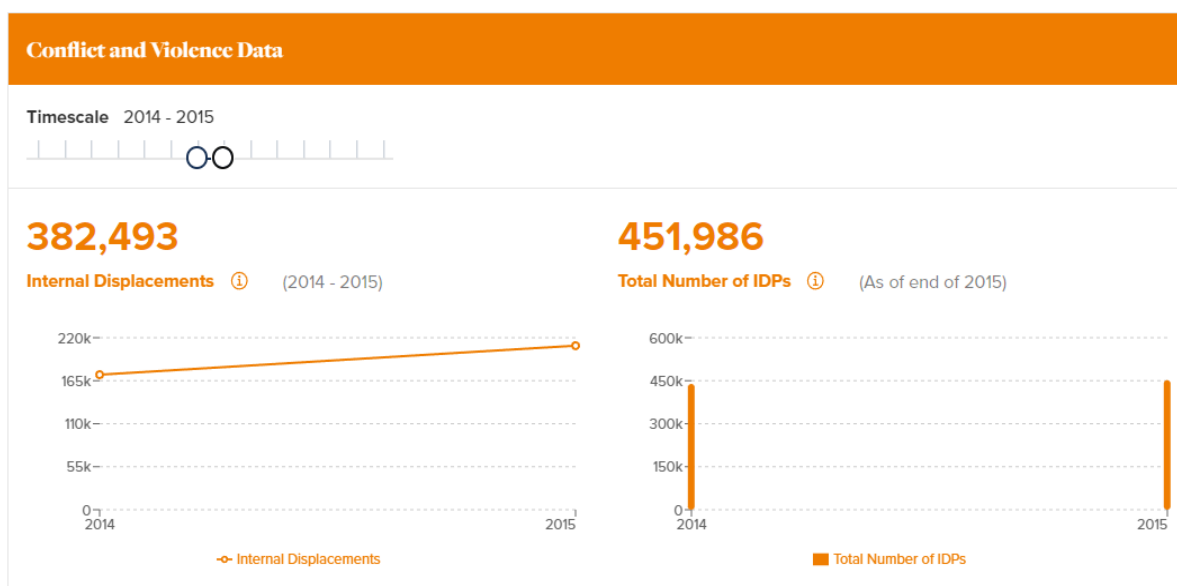 Conflict and Violence Data
Timescale 2014 - 2015
382,493
Internal Displacements (2014 - 2015)
220k
165k
110k
55k
0
2014 2015
Internal Displacements
451,986
Total Number of IDPs (As of end of 2015)
600k
450k
300k
150k
0
2014 2015
Total Number of IDPs